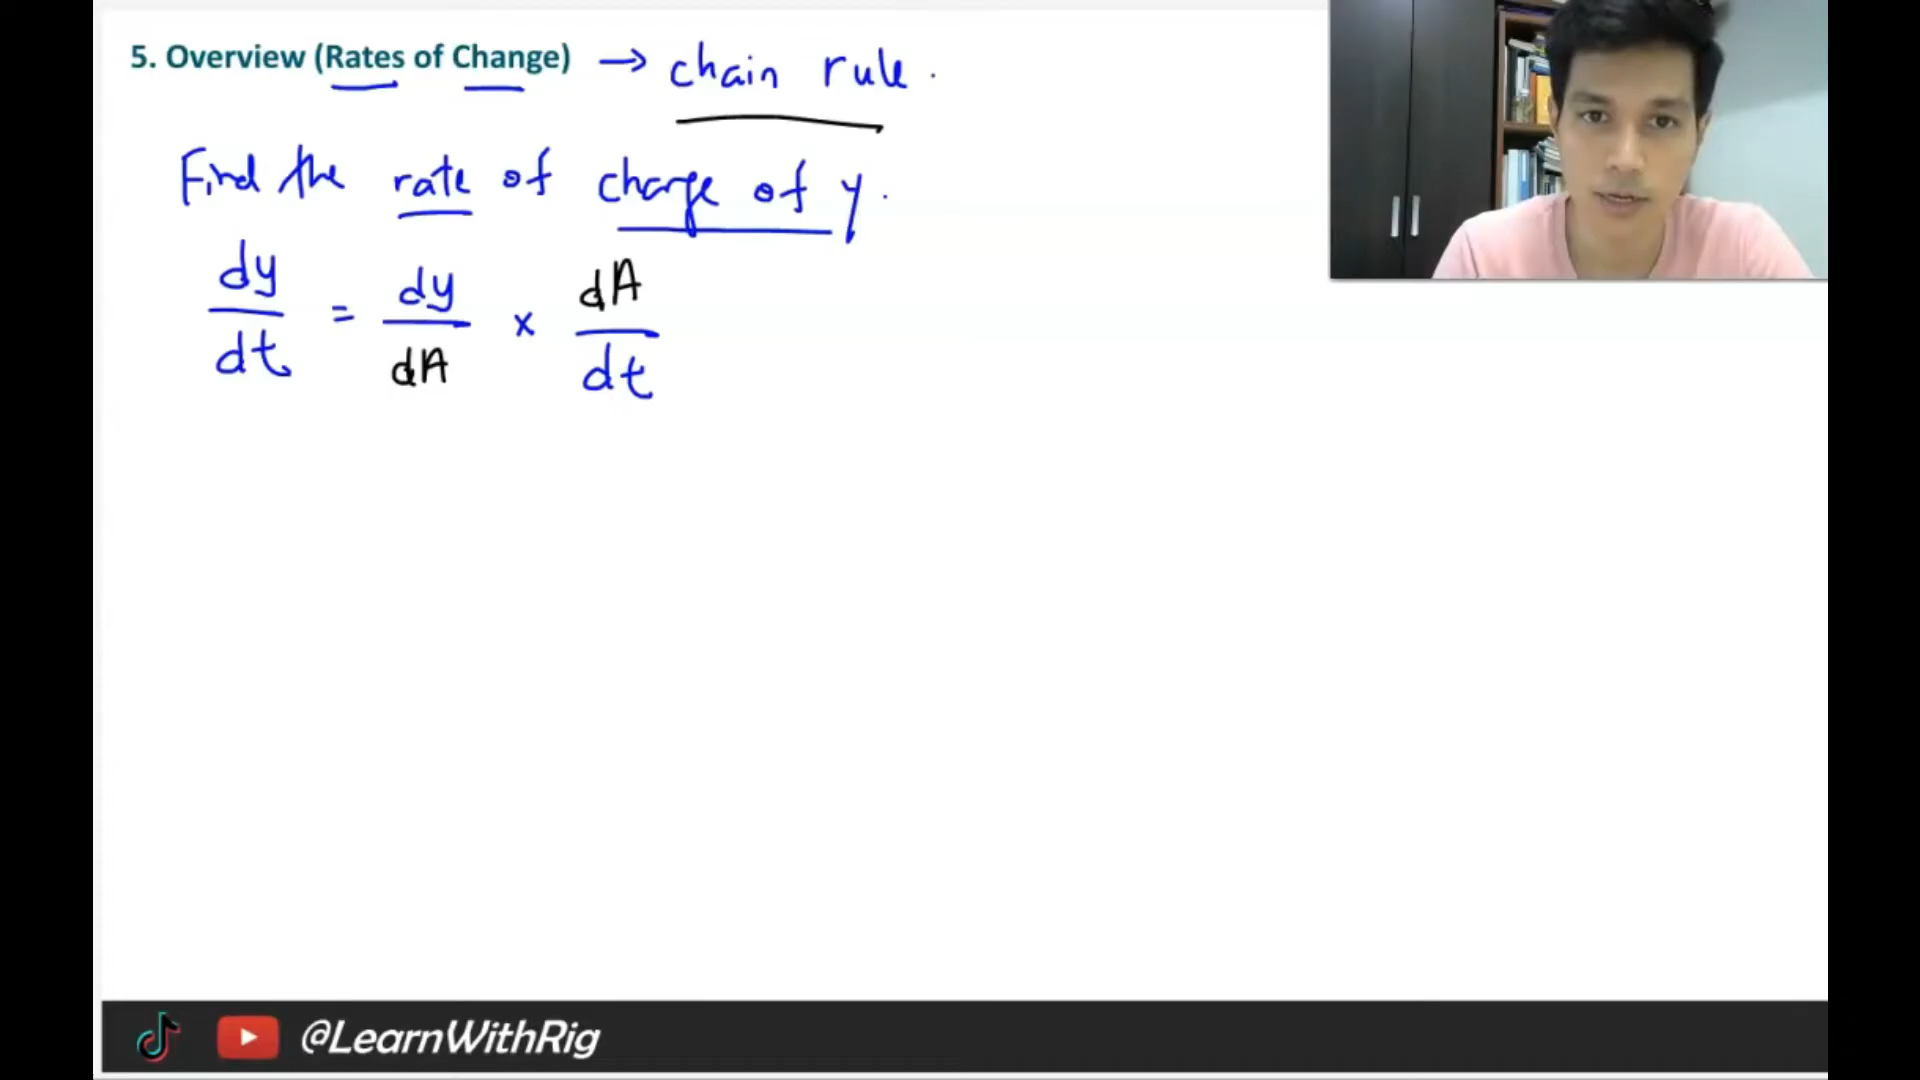 5. Overview (Rates of Change) → chain rule.
Find the rate of change of y.
dy/dt = dy/dA × dA/dt
@LearnWithRig